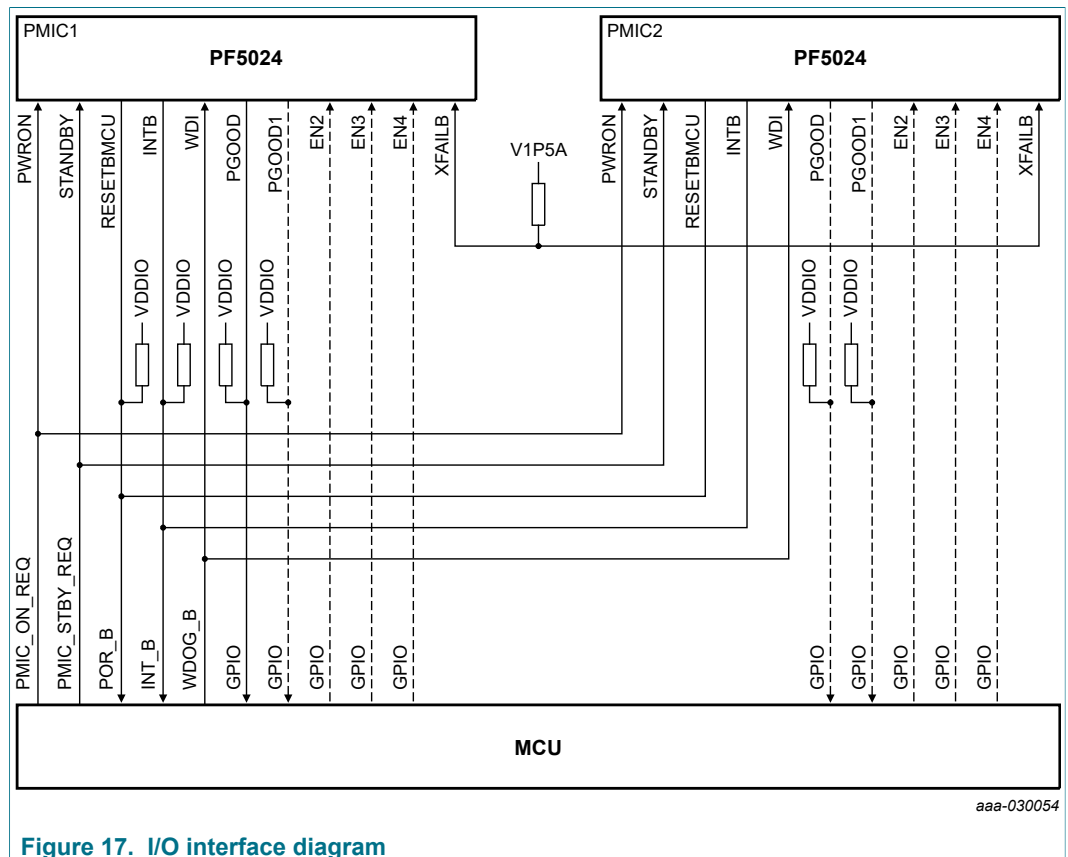 PMIC1
PF5024
PMIC2
PF5024
PWRON
STANDBY
RESETBMCU
INTB
WDI
PGOOD
PGOOD1
EN2
EN3
EN4
XFAILB
V1P5A
PWRON
STANDBY
RESETBMCU
INTB
WDI
PGOOD
PGOOD1
EN2
EN3
EN4
XFAILB
VDDIO
VDDIO
VDDIO
VDDIO
VDDIO
VDDIO
PMIC_ON_REQ
PMIC_STBY_REQ
POR_B
INT_B
WDOG_B
GPIO
GPIO
GPIO
GPIO
GPIO
GPIO
GPIO
GPIO
GPIO
GPIO
MCU
aaa-030054
Figure 17. I/O interface diagram